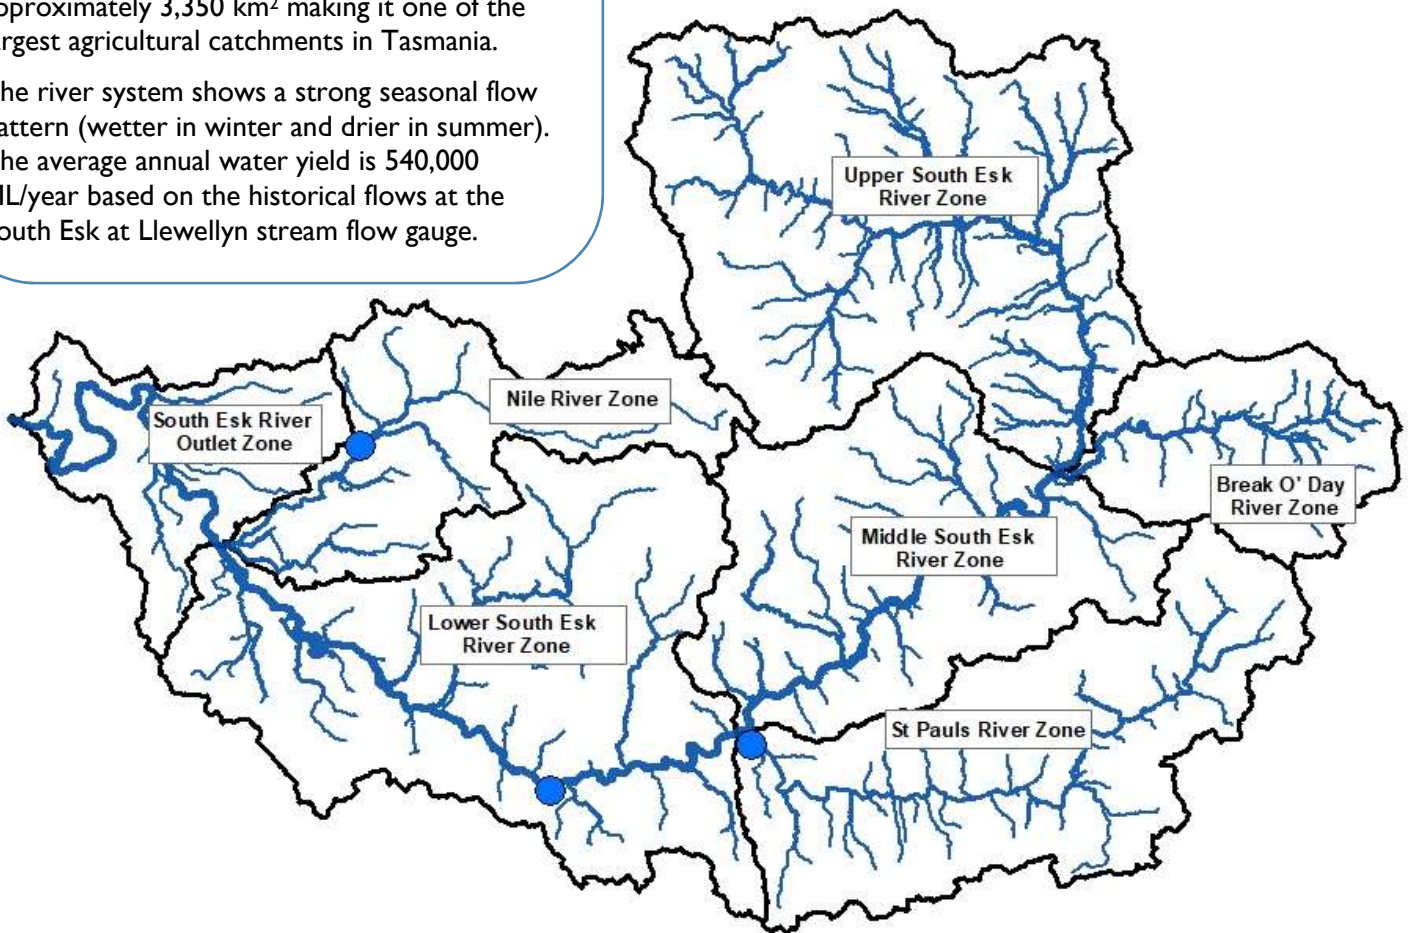 pproximately 3,350 km² making it one of the
argest agricultural catchments in Tasmania.
he river system shows a strong seasonal flow
attern (wetter in winter and drier in summer).
he average annual water yield is 540,000
L/year based on the historical flows at the
outh Esk at Llewellyn stream flow gauge.
Upper South Esk
River Zone
Nile River Zone
South Esk River
Outlet Zone
Break O' Day
River Zone
Middle South Esk
River Zone
Lower South Esk
River Zone
St Pauls River Zone